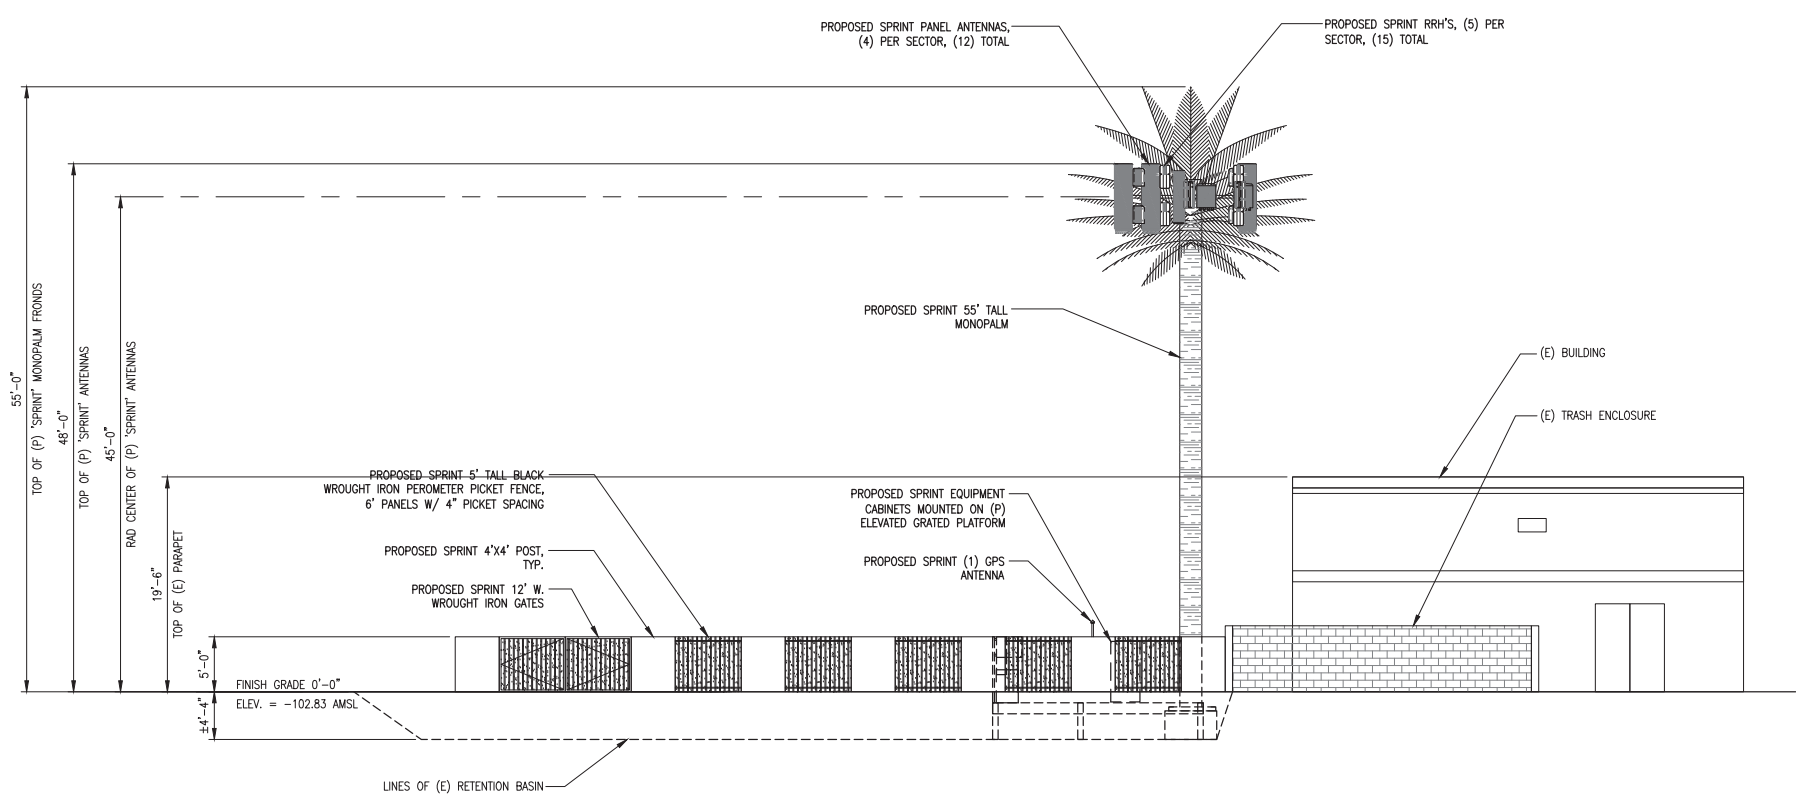 PROPOSED SPRINT PANEL ANTENNAS,
(4) PER SECTOR, (12) TOTAL
PROPOSED SPRINT RRH'S, (5) PER
SECTOR, (15) TOTAL
55'-0"
TOP OF (P) 'SPRINT' MONOPALM FRONDS
48'-0"
TOP OF (P) 'SPRINT' ANTENNAS
45'-0"
RAD CENTER OF (P) 'SPRINT' ANTENNAS
19'-6"
TOP OF (E) PARAPET
5'-0"
±4'-4"
PROPOSED SPRINT 55' TALL
MONOPALM
(E) BUILDING
(E) TRASH ENCLOSURE
PROPOSED SPRINT 5' TALL BLACK
WROUGHT IRON PEROMETER PICKET FENCE,
6' PANELS W/ 4" PICKET SPACING
PROPOSED SPRINT EQUIPMENT
CABINETS MOUNTED ON (P)
ELEVATED GRATED PLATFORM
PROPOSED SPRINT 4'X4' POST,
TYP.
PROPOSED SPRINT (1) GPS
ANTENNA
PROPOSED SPRINT 12' W.
WROUGHT IRON GATES
FINISH GRADE 0'-0"
ELEV. = -102.83 AMSL
LINES OF (E) RETENTION BASIN